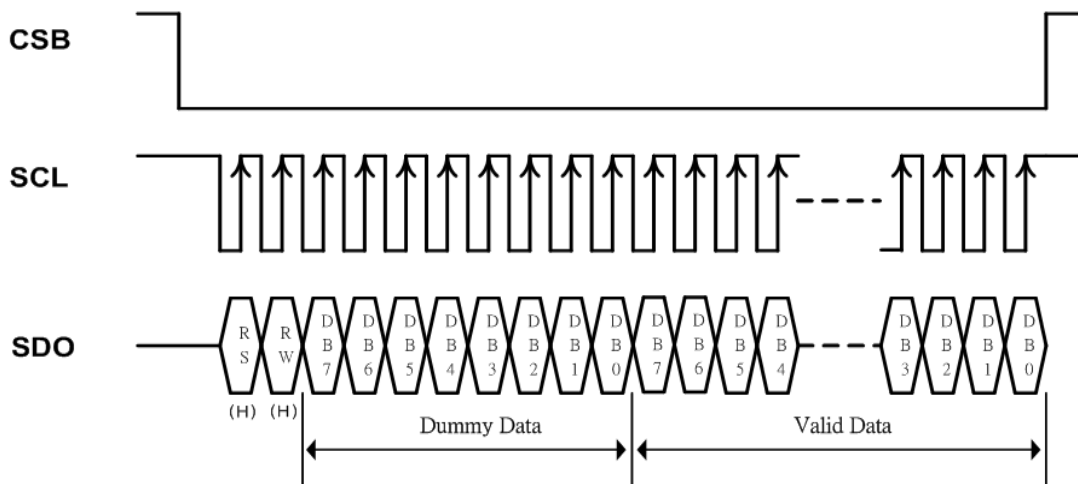 CSB
SCL
SDO
RS RW DB7 DB6 DB5 DB4 DB3 DB2 DB1 DB0 DB7 DB6 DB5 DB4 DB3 DB2 DB1 DB0
(H) (H)
Dummy Data Valid Data